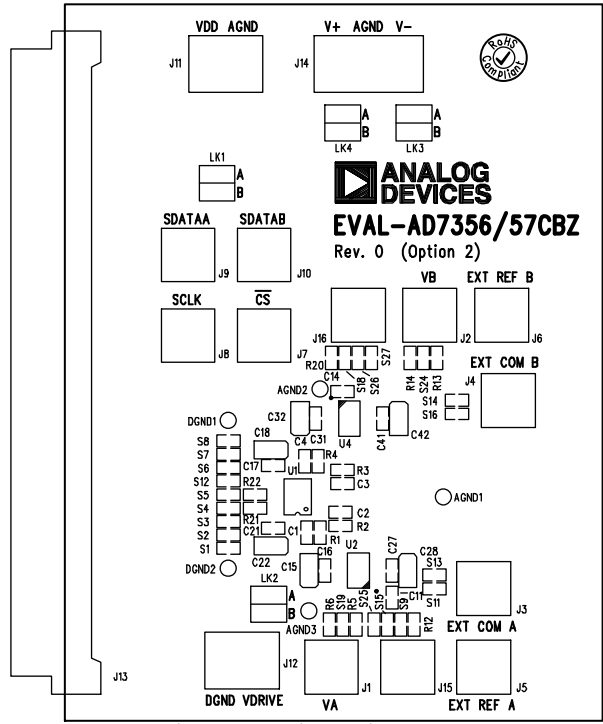 VDD AGND
V+ AGND V-
J11
J14
RoHS
Compliant
A
B
LK4
A
B
LK3
LK1
A
B
ANALOG
DEVICES
EVAL-AD7356/57CBZ
Rev. 0 (Option 2)
SDATAA
SDATAB
J9
J10
SCLK
CS
J8
J7
VB
EXT REF B
J16
J2
J6
R20
S18
S26
S27
R14
S24
R13
C14
AGND2
J4
EXT COM B
S14
S16
C32
C31
U4
C41
C42
DGND1
C18
C4
R4
S8
S7
S6
S12
S5
S4
S3
S2
S1
C17
U1
R3
C3
R22
R21
C21
C1
C2
R2
R1
AGND1
C22
C15
C16
U2
C27
C28
S13
S11
DGND2
LK2
A
B
AGND3
R6
S19
R5
S25
S15
S9
C11
R12
J3
EXT COM A
J13
J12
DGND VDRIVE
J1
VA
J15
J5
EXT REF A